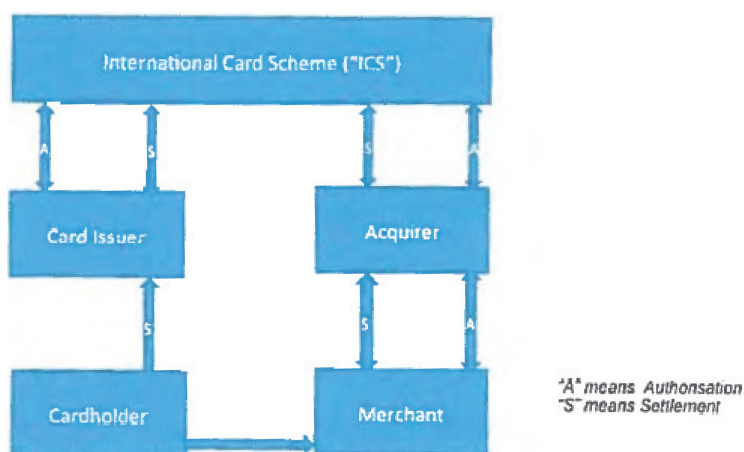 International Card Scheme ("ICS")
A
S
S
A
Card Issuer
Acquirer
S
S
A
Cardholder
Merchant
"A" means Authorisation
"S" means Settlement